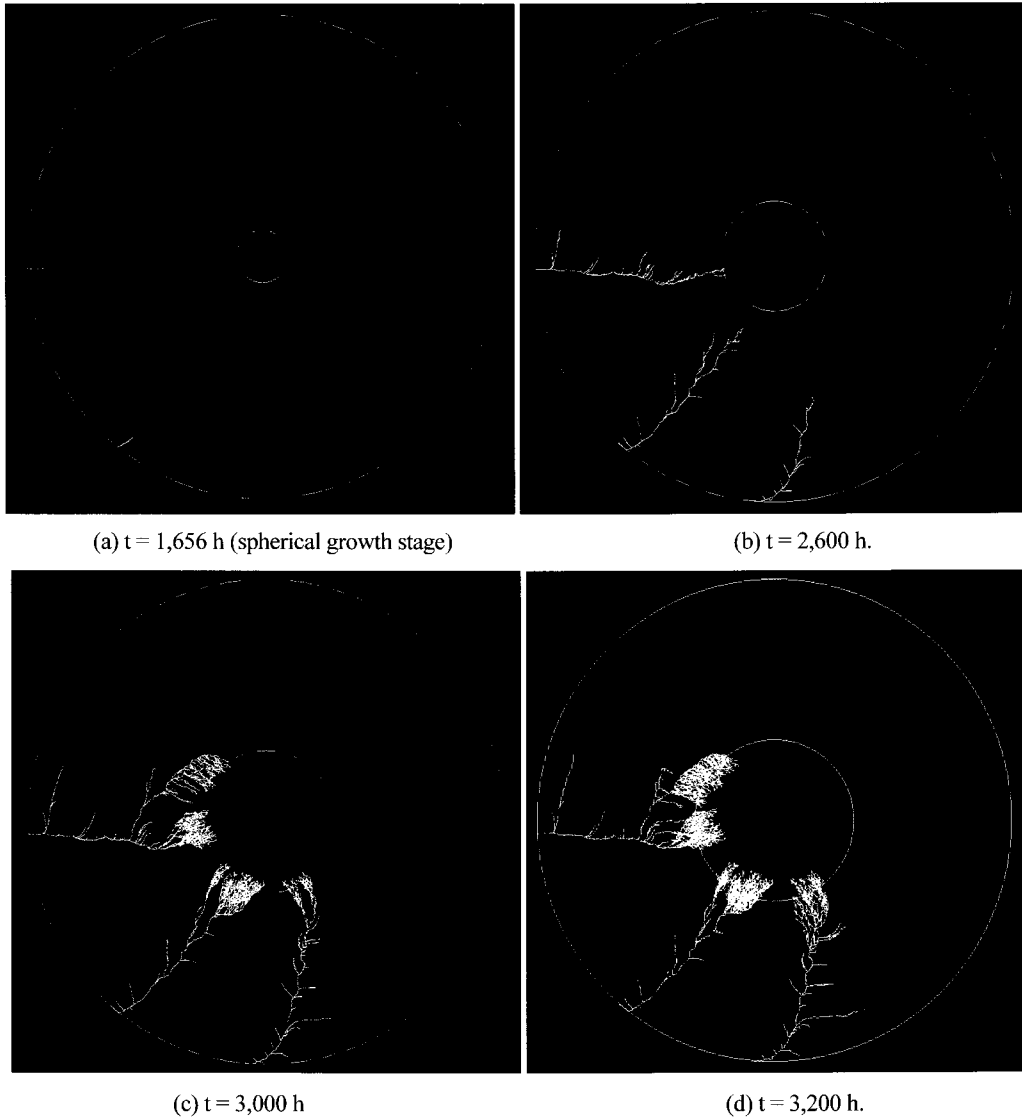 (a) t = 1,656 h (spherical growth stage)
(b) t = 2,600 h.
(c) t = 3,000 h
(d) t = 3,200 h.